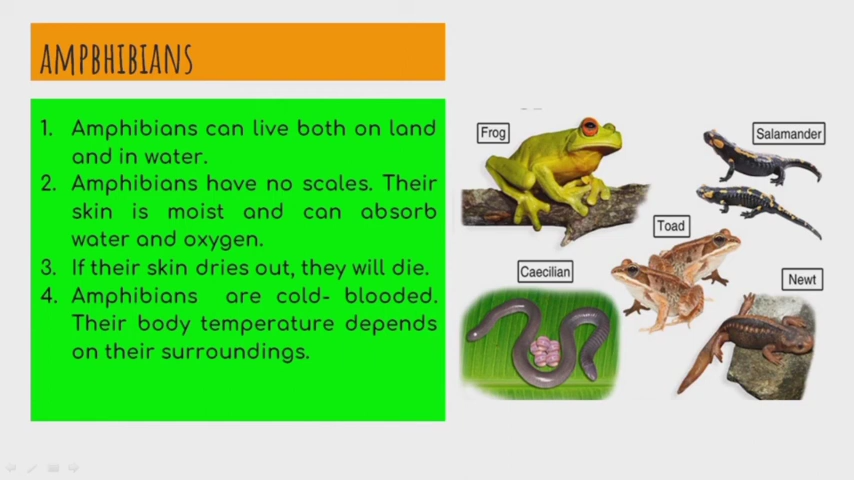 AMPBHIBIANS
1. Amphibians can live both on land
and in water.
2. Amphibians have no scales. Their
skin is moist and can absorb
water and oxygen.
3. If their skin dries out, they will die.
4. Amphibians are cold- blooded.
Their body temperature depends
on their surroundings.
Frog
Salamander
Toad
Caecilian
Newt